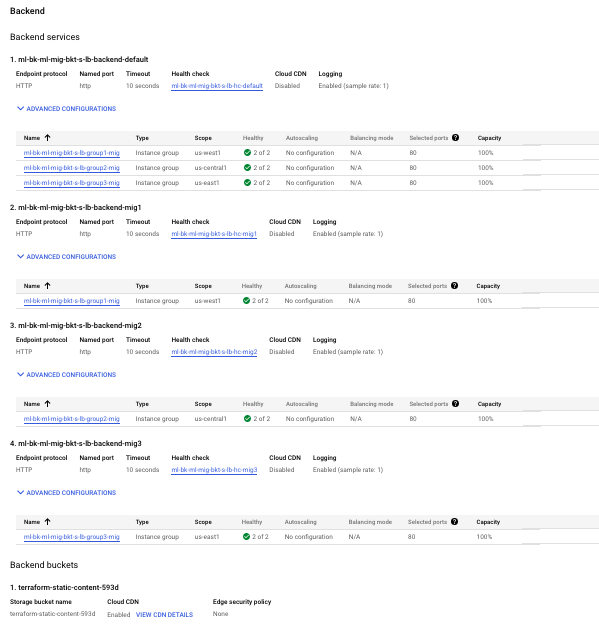 Backend
Backend services
1. ml-bk-ml-mig-bkt-s-lb-backend-default
Endpoint protocol Named port Timeout Health check Cloud CDN Logging
HTTP http 10 seconds ml-bk-ml-mig-bkt-s-lb-hc-default Disabled Enabled (sample rate: 1)
ADVANCED CONFIGURATIONS
Name Type Scope Healthy Autoscaling Balancing mode Selected ports ? Capacity
ml-bk-ml-mig-bkt-s-lb-group1-mig Instance group us-west1 2 of 2 No configuration N/A 80 100%
ml-bk-ml-mig-bkt-s-lb-group2-mig Instance group us-central1 2 of 2 No configuration N/A 80 100%
ml-bk-ml-mig-bkt-s-lb-group3-mig Instance group us-east1 2 of 2 No configuration N/A 80 100%
2. ml-bk-ml-mig-bkt-s-lb-backend-mig1
Endpoint protocol Named port Timeout Health check Cloud CDN Logging
HTTP http 10 seconds ml-bk-ml-mig-bkt-s-lb-hc-mig1 Disabled Enabled (sample rate: 1)
ADVANCED CONFIGURATIONS
Name Type Scope Healthy Autoscaling Balancing mode Selected ports ? Capacity
ml-bk-ml-mig-bkt-s-lb-group1-mig Instance group us-west1 2 of 2 No configuration N/A 80 100%
3. ml-bk-ml-mig-bkt-s-lb-backend-mig2
Endpoint protocol Named port Timeout Health check Cloud CDN Logging
HTTP http 10 seconds ml-bk-ml-mig-bkt-s-lb-hc-mig2 Disabled Enabled (sample rate: 1)
ADVANCED CONFIGURATIONS
Name Type Scope Healthy Autoscaling Balancing mode Selected ports ? Capacity
ml-bk-ml-mig-bkt-s-lb-group2-mig Instance group us-central1 2 of 2 No configuration N/A 80 100%
4. ml-bk-ml-mig-bkt-s-lb-backend-mig3
Endpoint protocol Named port Timeout Health check Cloud CDN Logging
HTTP http 10 seconds ml-bk-ml-mig-bkt-s-lb-hc-mig3 Disabled Enabled (sample rate: 1)
ADVANCED CONFIGURATIONS
Name Type Scope Healthy Autoscaling Balancing mode Selected ports ? Capacity
ml-bk-ml-mig-bkt-s-lb-group3-mig Instance group us-east1 2 of 2 No configuration N/A 80 100%
Backend buckets
1. terraform-static-content-593d
Storage bucket name Cloud CDN Edge security policy
terraform-static-content-593d Enabled VIEW CDN DETAILS None